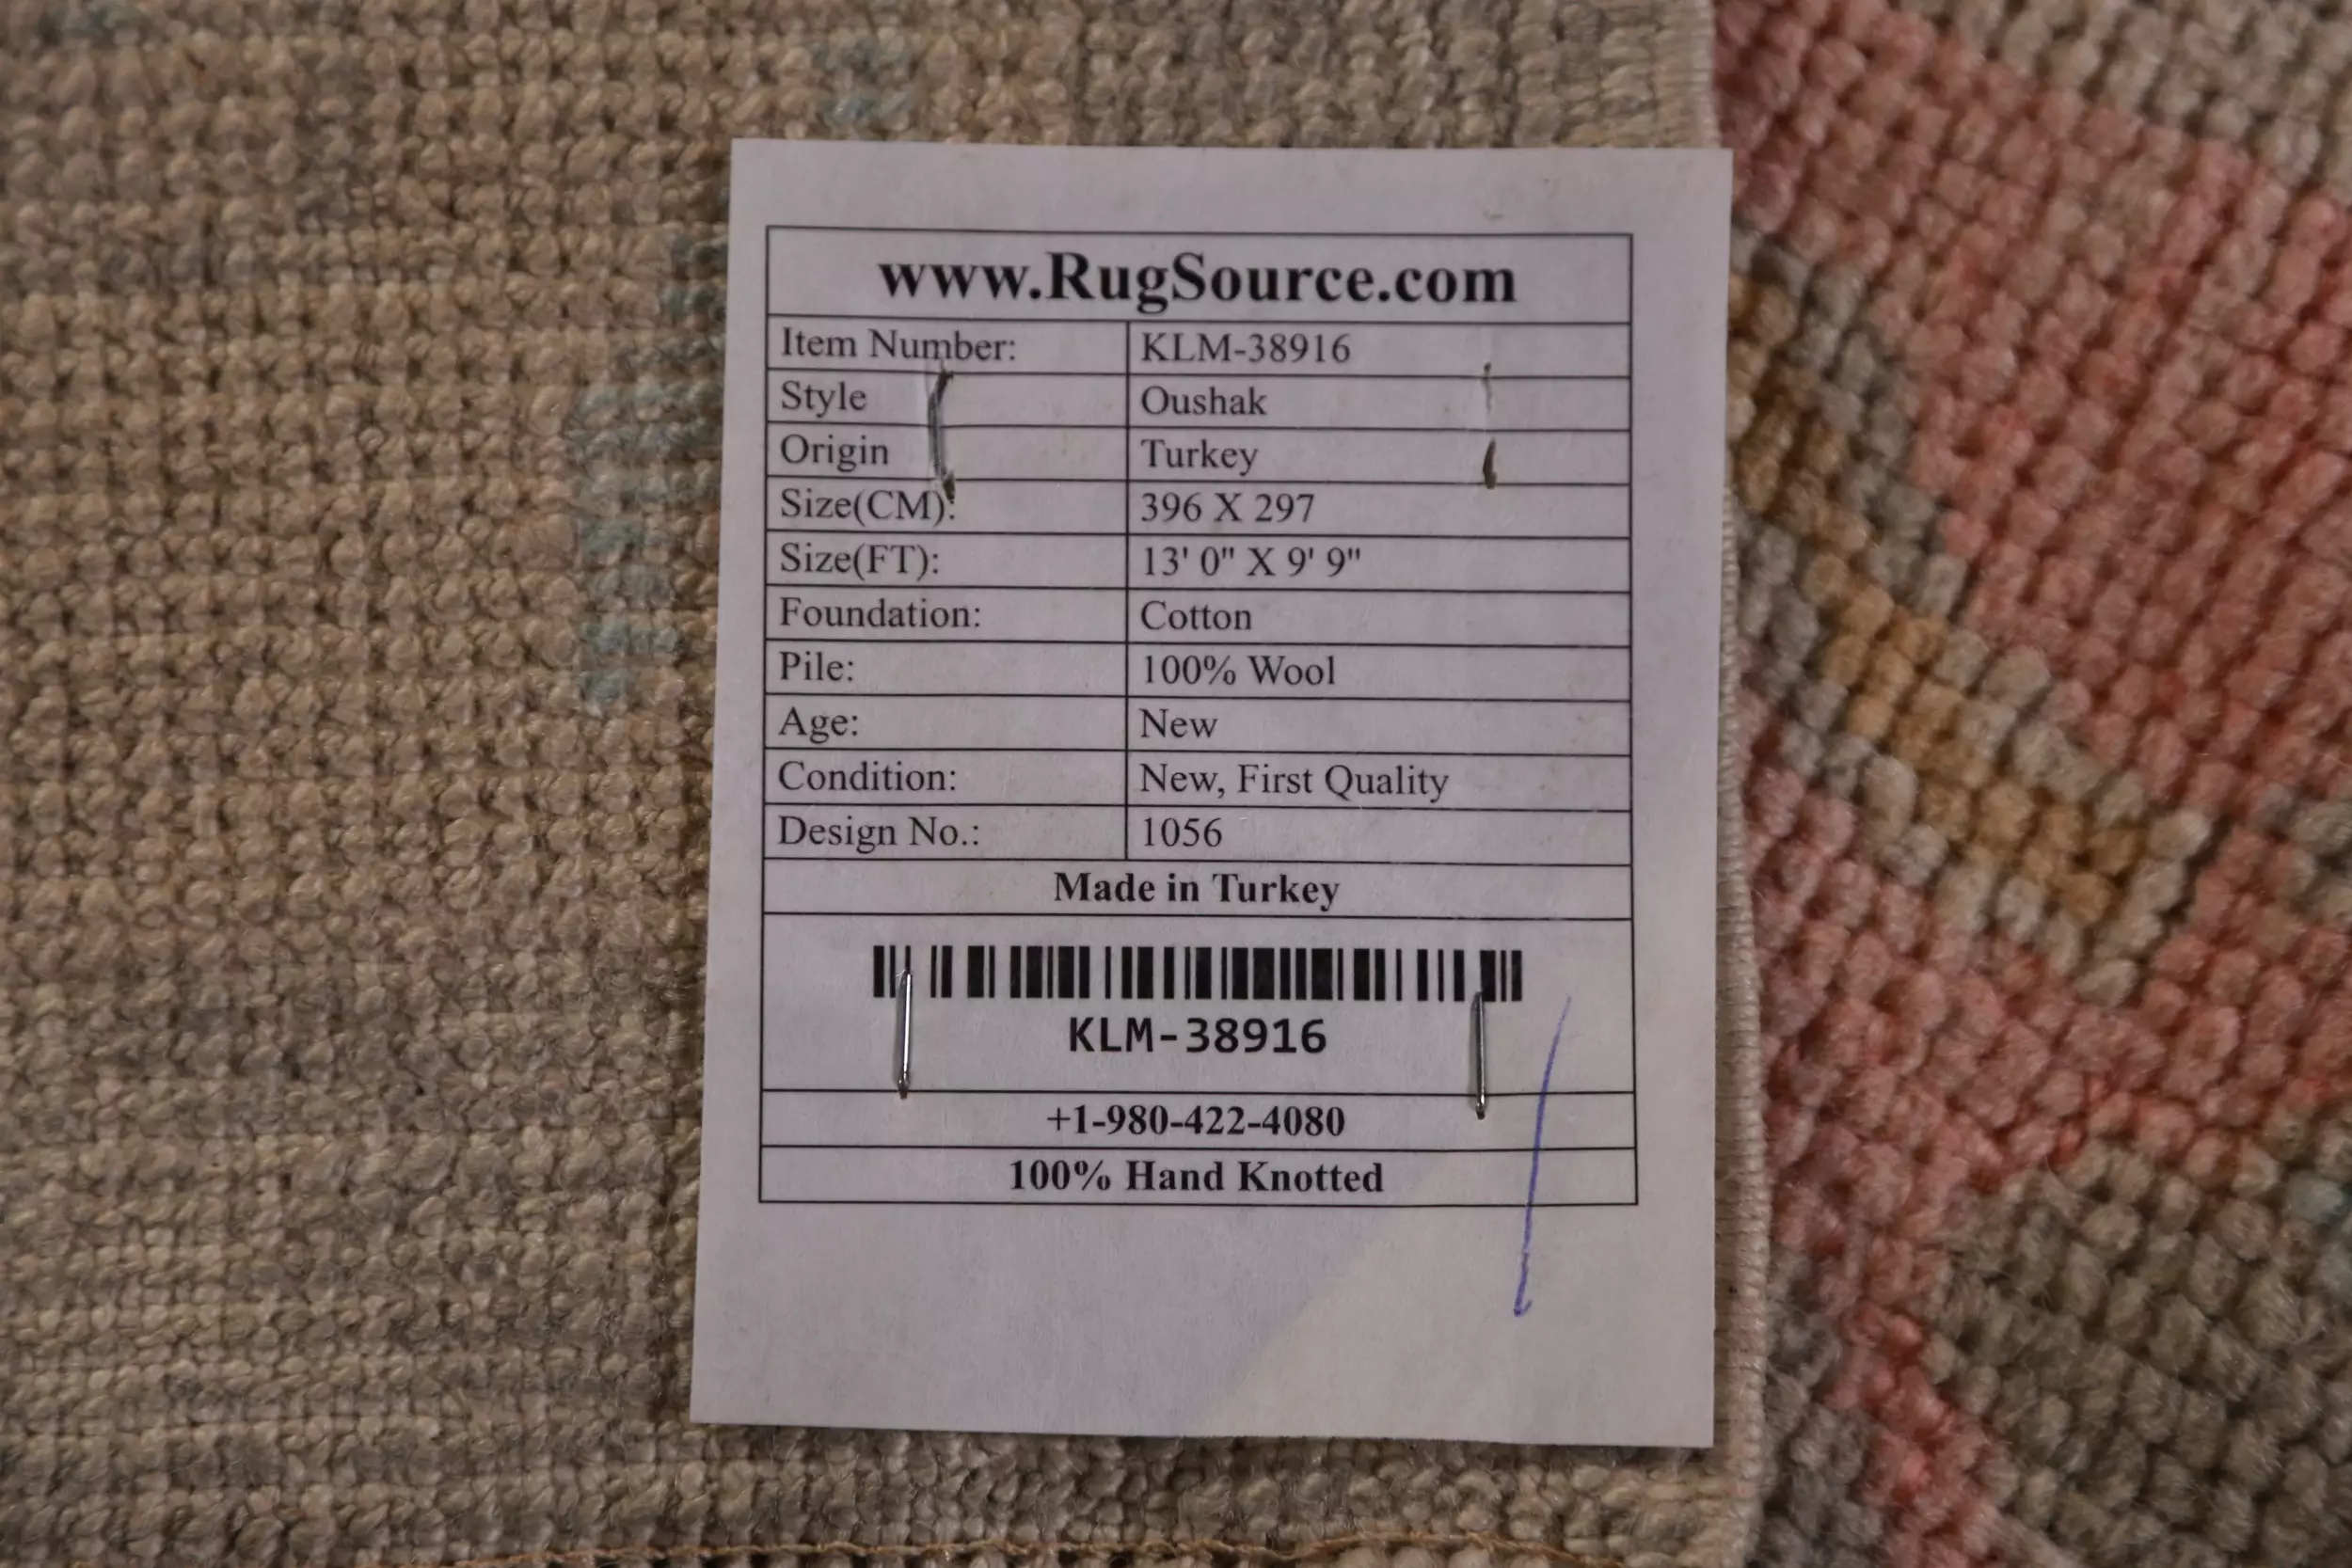 www.RugSource.com
Item Number: KLM-38916
Style Oushak
Origin Turkey
Size(CM): 396 X 297
Size(FT): 13' 0" X 9' 9"
Foundation: Cotton
Pile: 100% Wool
Age: New
Condition: New, First Quality
Design No.: 1056
Made in Turkey
KLM-38916
+1-980-422-4080
100% Hand Knotted